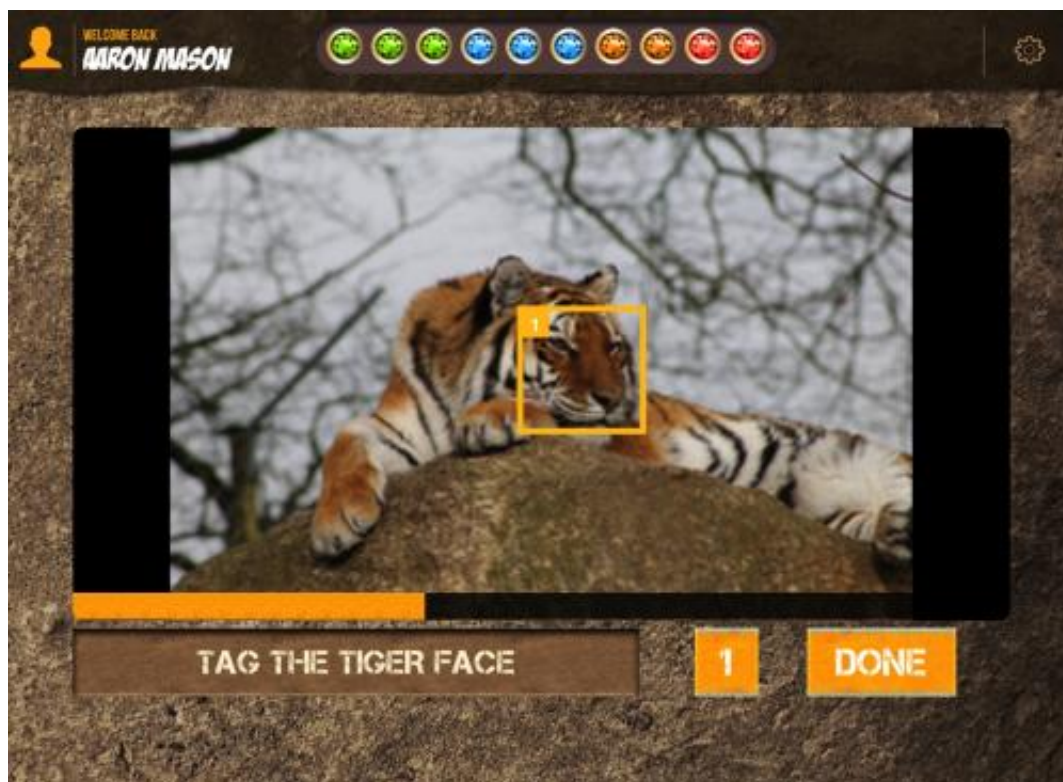 WELCOME BACK
AARON MASON
1
TAG THE TIGER FACE
1
DONE